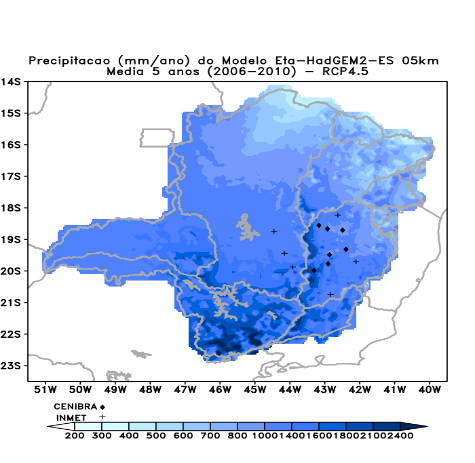 Precipitacao (mm/ano) do Modelo Eta-HadGEM2-ES 05km
Media 5 anos (2006-2010) - RCP4.5
14S
15S
16S
17S
18S
19S
20S
21S
22S
23S
51W 50W 49W 48W 47W 46W 45W 44W 43W 42W 41W 40W
CENIBRA
INMET
200 300 400 500 600 700 800 1000 1400 1600 1800 2100 2400